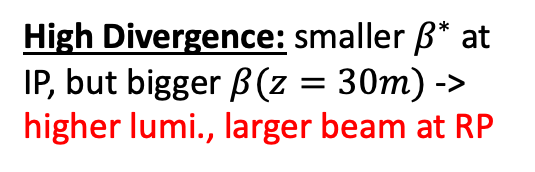 High Divergence: smaller β* at
IP, but bigger β(z = 30m) ->
higher lumi., larger beam at RP